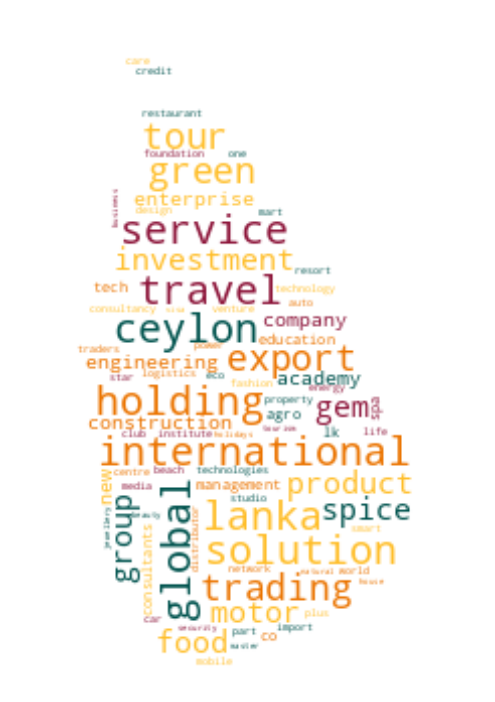 care
credit
restaurant
tour
foundation one
green
business
enterprise
design mart
service
investment
resort
tech travel technology
auto
consultancy visa venture
ceylon company
education
traders power
engineering export
logistics eco
star fashion academy
energy
holding property gem spa
agro
construction tourism
club institute holidays lk life
international
centre beach technologies
new media management product
studio
group global lanka spice
jewellery beauty
consultants distributor smart
solution
network natural world
house
trading
motor plus
car
security part import
co
food master
mobile